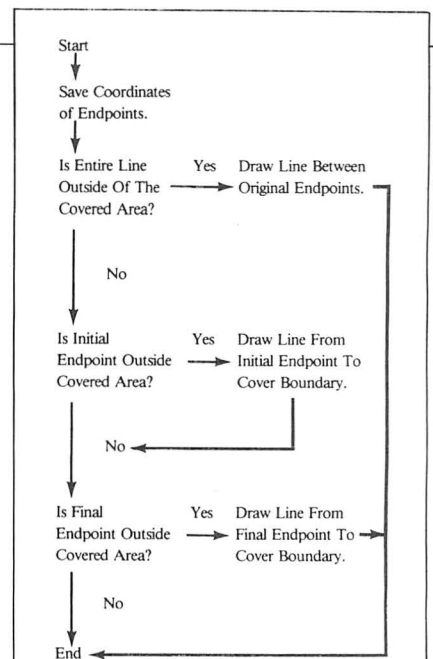 Start
Save Coordinates
of Endpoints.
Is Entire Line
Outside Of The
Covered Area?
Yes
Draw Line Between
Original Endpoints.
No
Is Initial
Endpoint Outside
Covered Area?
Yes
Draw Line From
Initial Endpoint To
Cover Boundary.
No
Is Final
Endpoint Outside
Covered Area?
Yes
Draw Line From
Final Endpoint To
Cover Boundary.
No
End